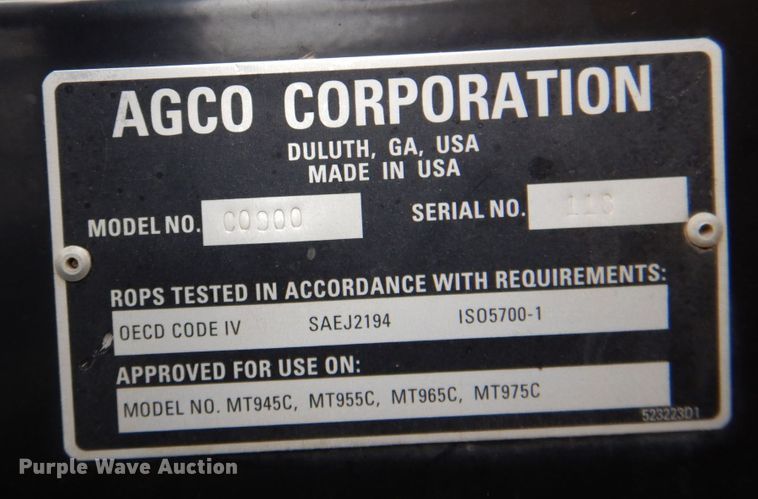 AGCO CORPORATION
DULUTH, GA, USA
MADE IN USA
MODEL NO. C0900
SERIAL NO.
ROPS TESTED IN ACCORDANCE WITH REQUIREMENTS:
OECD CODE IV SAEJ2194 ISO5700-1
APPROVED FOR USE ON:
MODEL NO. MT945C, MT955C, MT965C, MT975C
523223D1
Purple Wave Auction